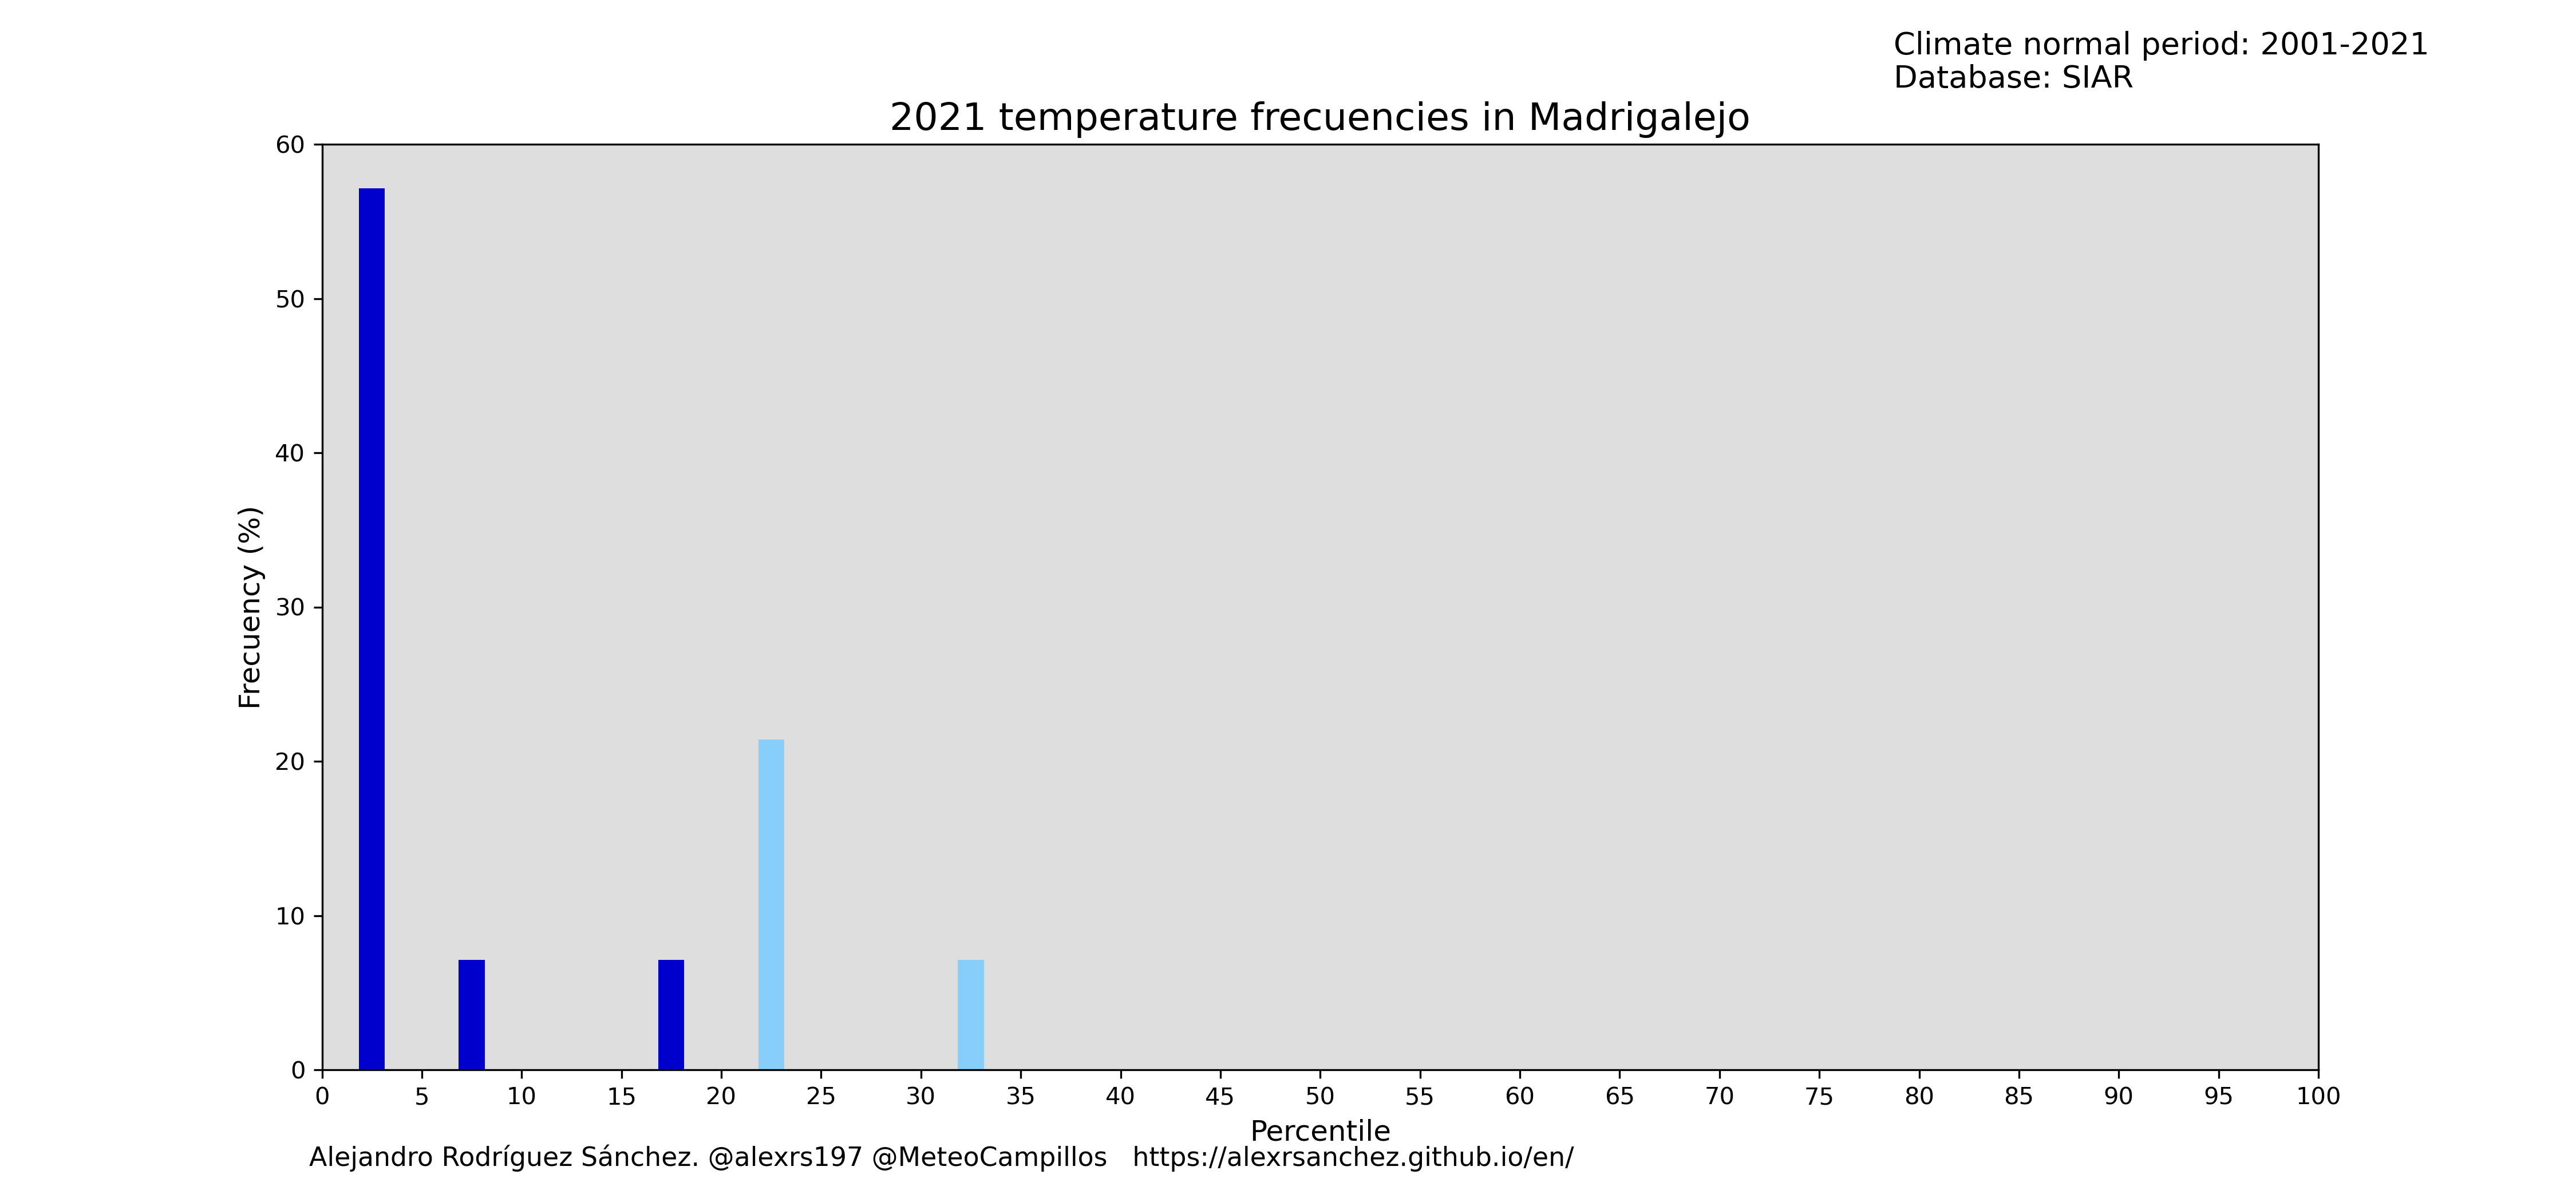 Climate normal period: 2001-2021
Database: SIAR
2021 temperature frecuencies in Madrigalejo
60
50
40
30
20
10
0
Frecuency (%)
0 5 10 15 20 25 30 35 40 45 50 55 60 65 70 75 80 85 90 95 100
Percentile
Alejandro Rodríguez Sánchez. @alexrs197 @MeteoCampillos https://alexrsanchez.github.io/en/